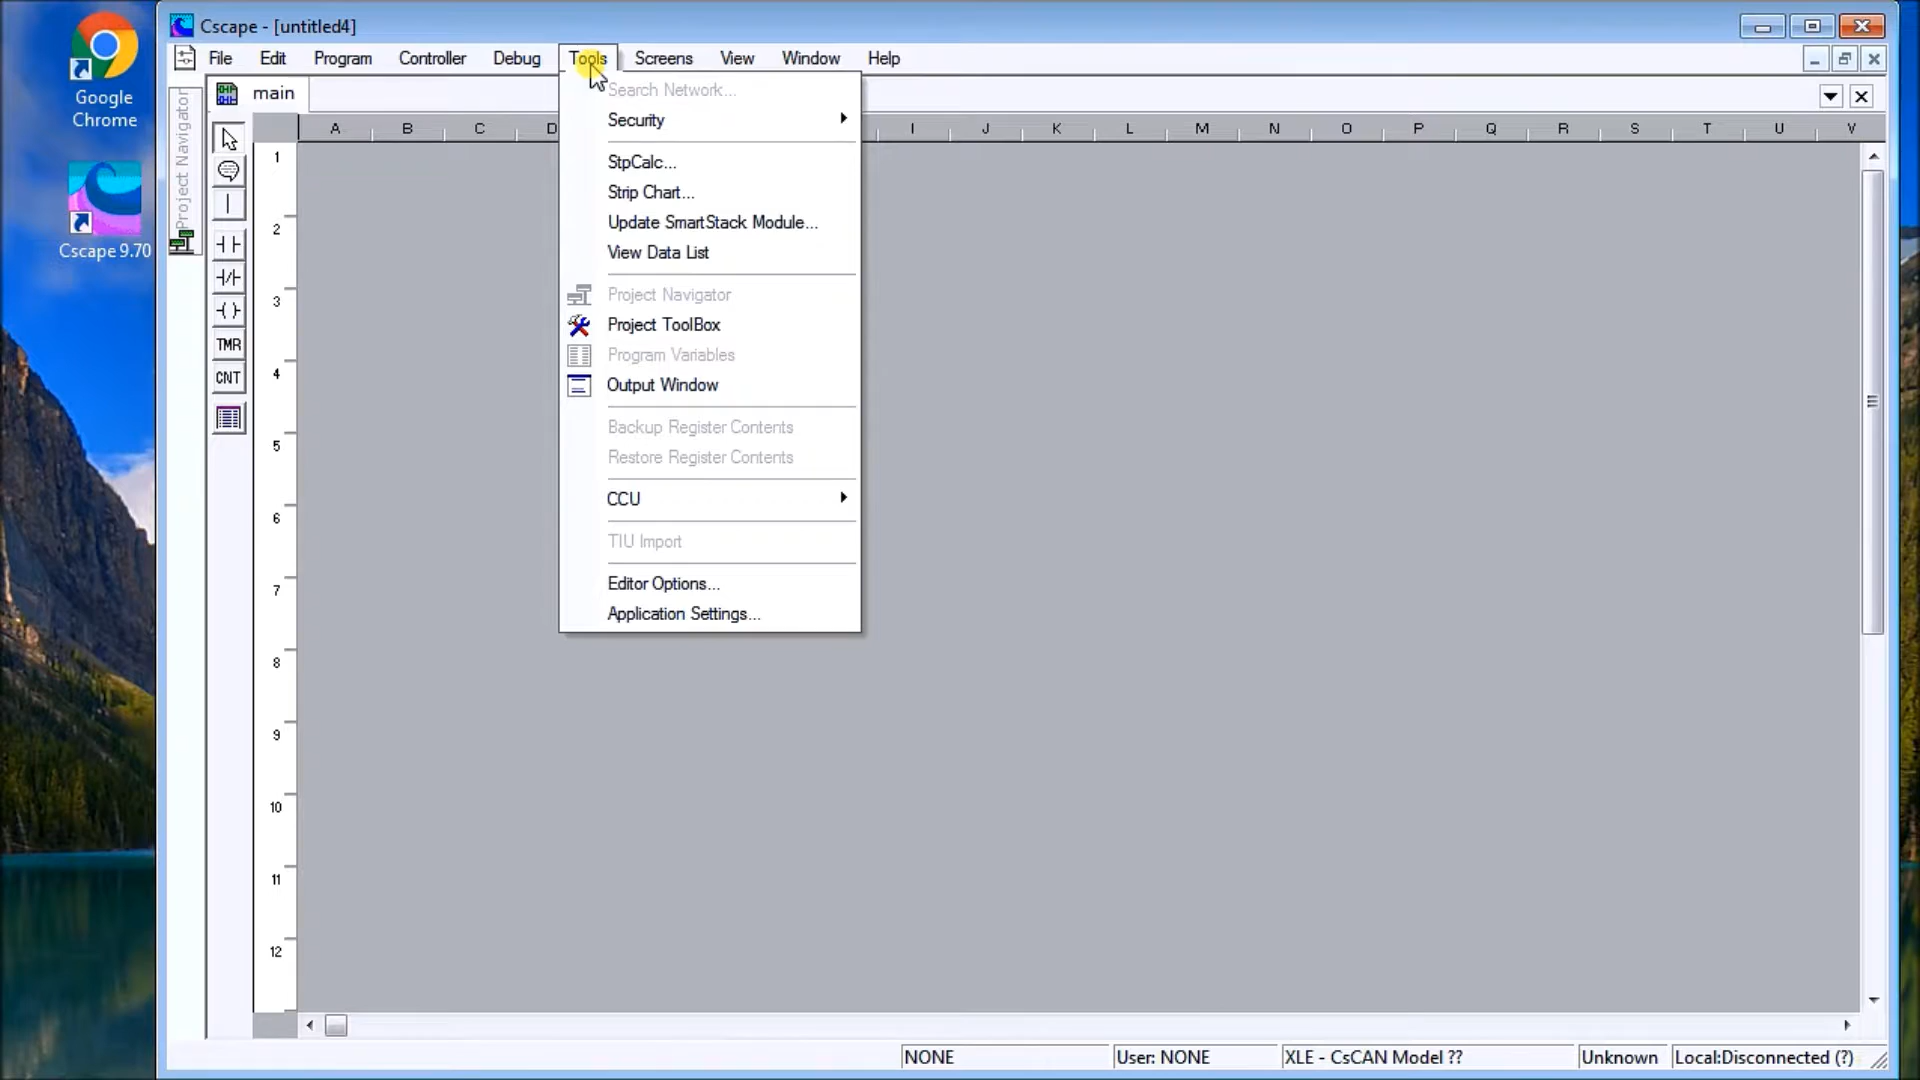 Google
Chrome
Cscape 9.70
Cscape - [untitled4]
File Edit Program Controller Debug Tools Screens View Window Help
main
Project Navigator
A B C D I J K L M N O P Q R S T U V
1
2
3
4
5
6
7
8
9
10
11
12
TMR
CNT
Search Network...
Security
StpCalc...
Strip Chart...
Update SmartStack Module...
View Data List
Project Navigator
Project ToolBox
Program Variables
Output Window
Backup Register Contents
Restore Register Contents
CCU
TIU Import
Editor Options...
Application Settings...
NONE User: NONE XLE - CsCAN Model ?? Unknown Local:Disconnected (?)